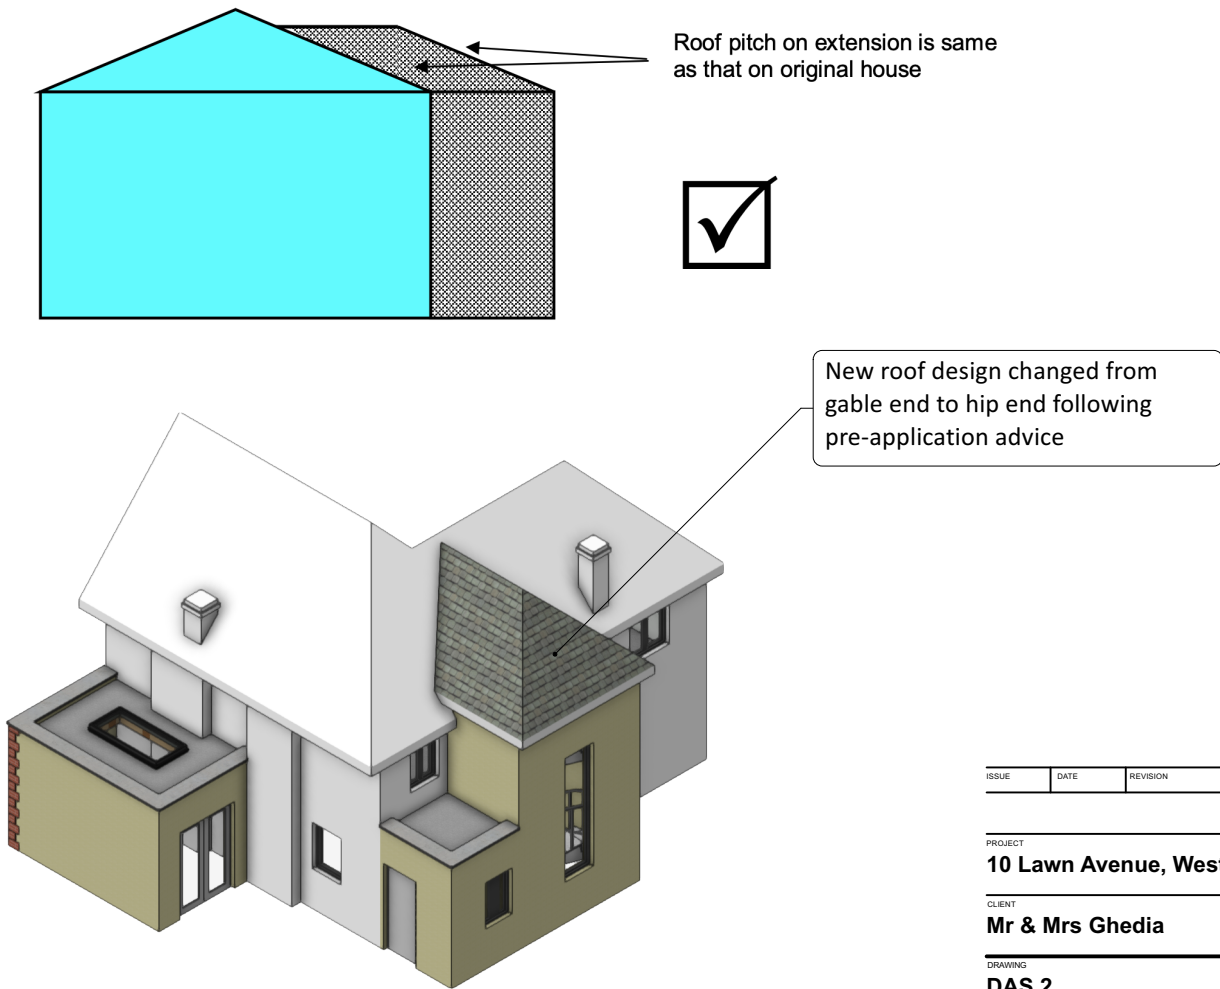 Roof pitch on extension is same
as that on original house
New roof design changed from
gable end to hip end following
pre-application advice
ISSUE DATE REVISION
PROJECT
10 Lawn Avenue, West
CLIENT
Mr & Mrs Ghedia
DRAWING
DAS 2